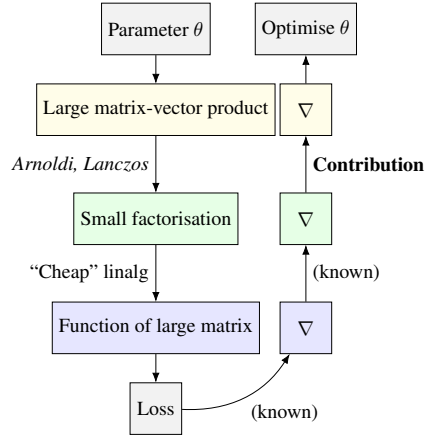 Parameter θ
Optimise θ
Large matrix-vector product
∇
Arnoldi, Lanczos
Contribution
Small factorisation
∇
“Cheap” linalg
(known)
Function of large matrix
∇
Loss
(known)